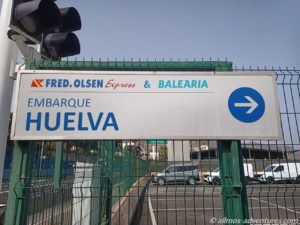 FRED. OLSEN Express & BALEARIA
EMBARQUE
HUELVA
© allmos-adventures.com